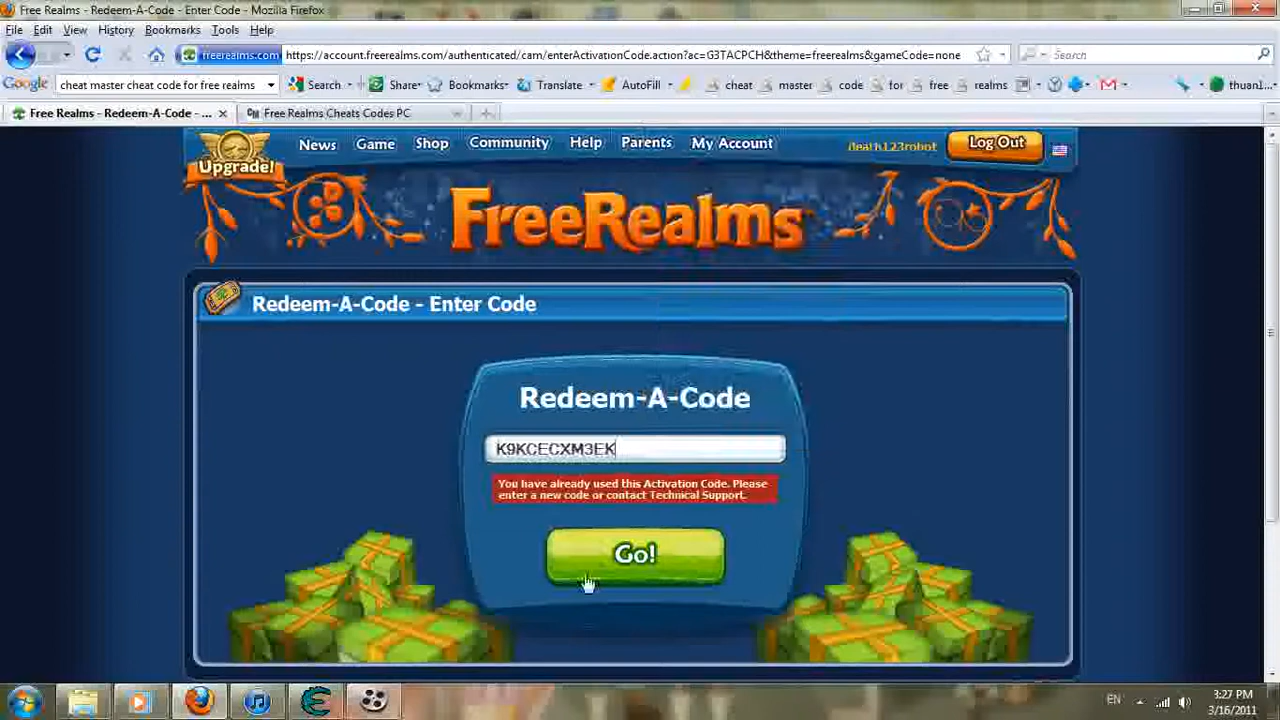 Free Realms - Redeem-A-Code - Enter Code - Mozilla Firefox
File Edit View History Bookmarks Tools Help
freerealms.com https://account.freerealms.com/authenticated/cam/enterActivationCode.action?ac=G3TACPCH&theme=freerealms&gameCode=none Search
Google cheat master cheat code for free realms Search Share Bookmarks Translate AutoFill cheat master code for free realms thuan1...
Free Realms - Redeem-A-Code - ... Free Realms Cheats Codes PC
Upgrade! News Game Shop Community Help Parents My Account death123robot Log Out
FreeRealms
Redeem-A-Code - Enter Code
Redeem-A-Code
K9KCECXM3EK
You have already used this Activation Code. Please
enter a new code or contact Technical Support.
Go!
EN 3:27 PM
3/16/2011